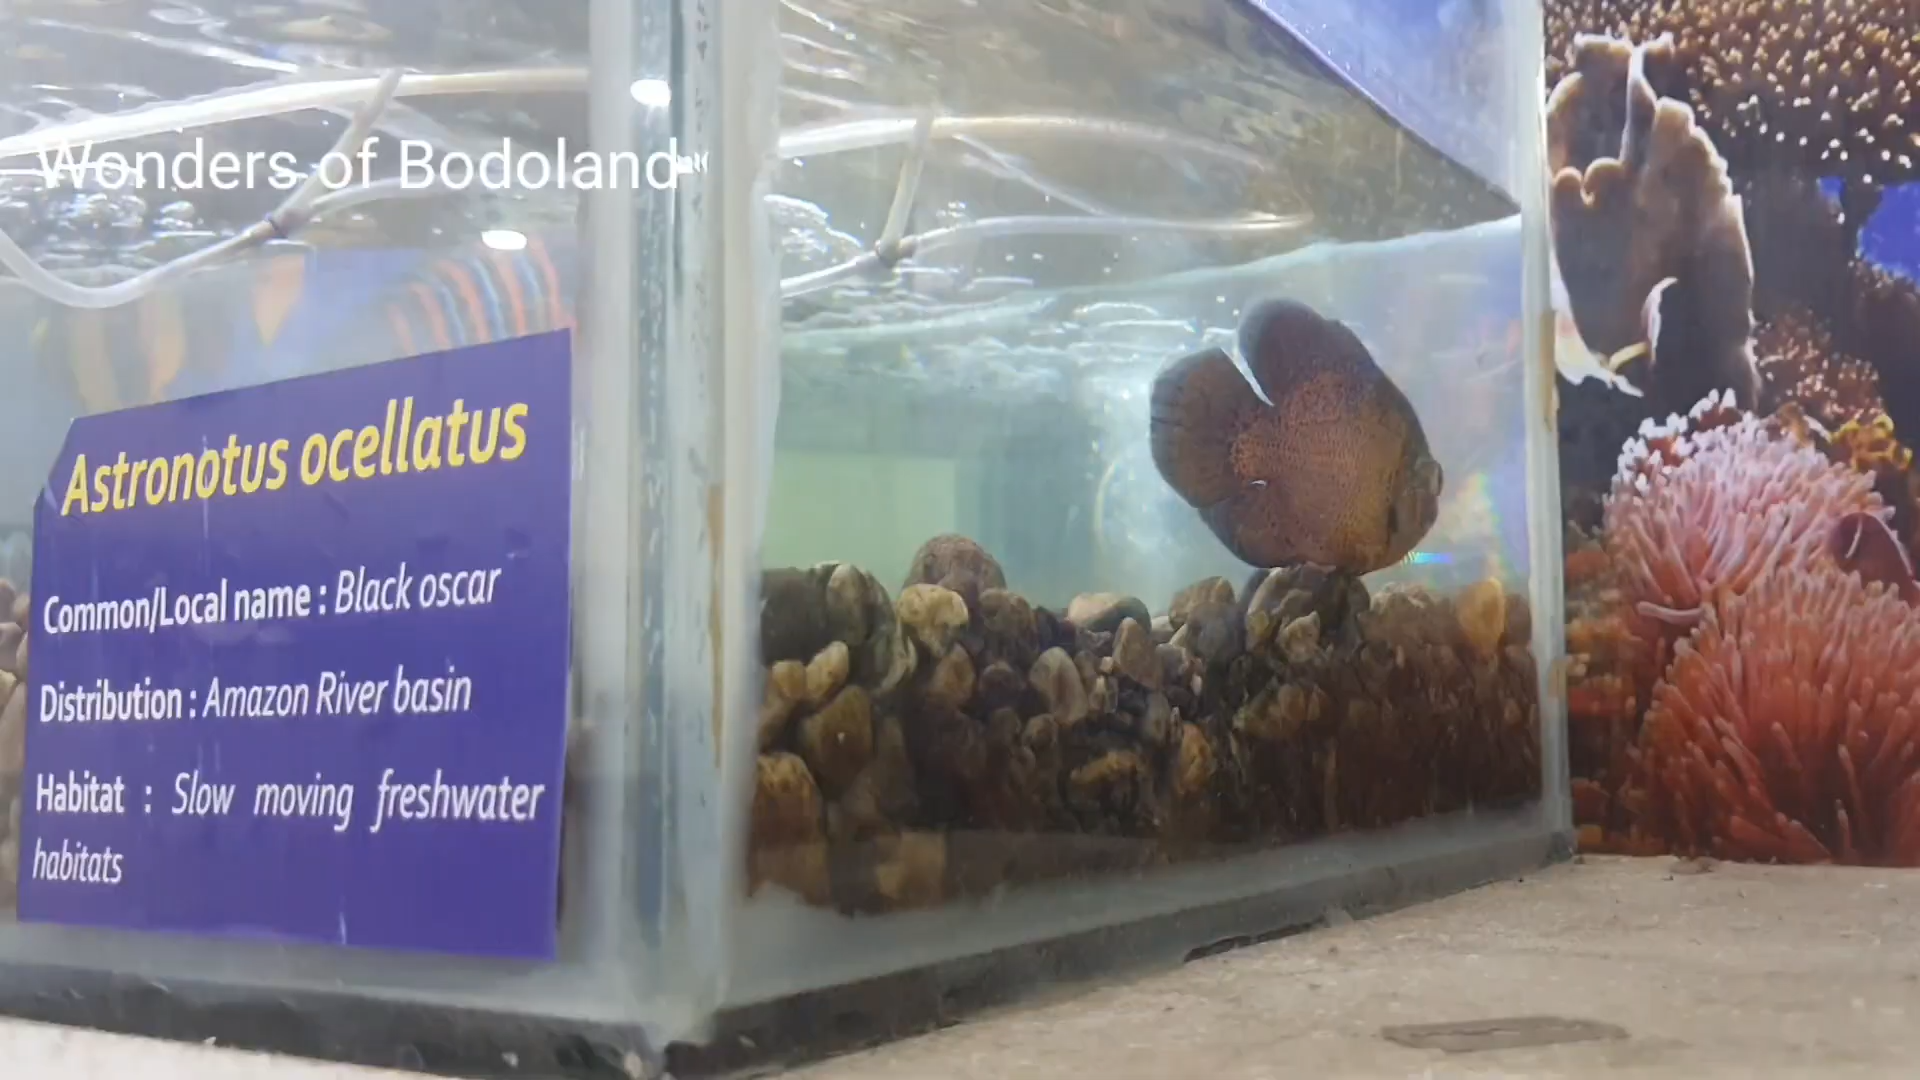 Wonders of Bodoland
Astronotus ocellatus
Common/Local name : Black oscar
Distribution : Amazon River basin
Habitat : Slow moving freshwater
habitats